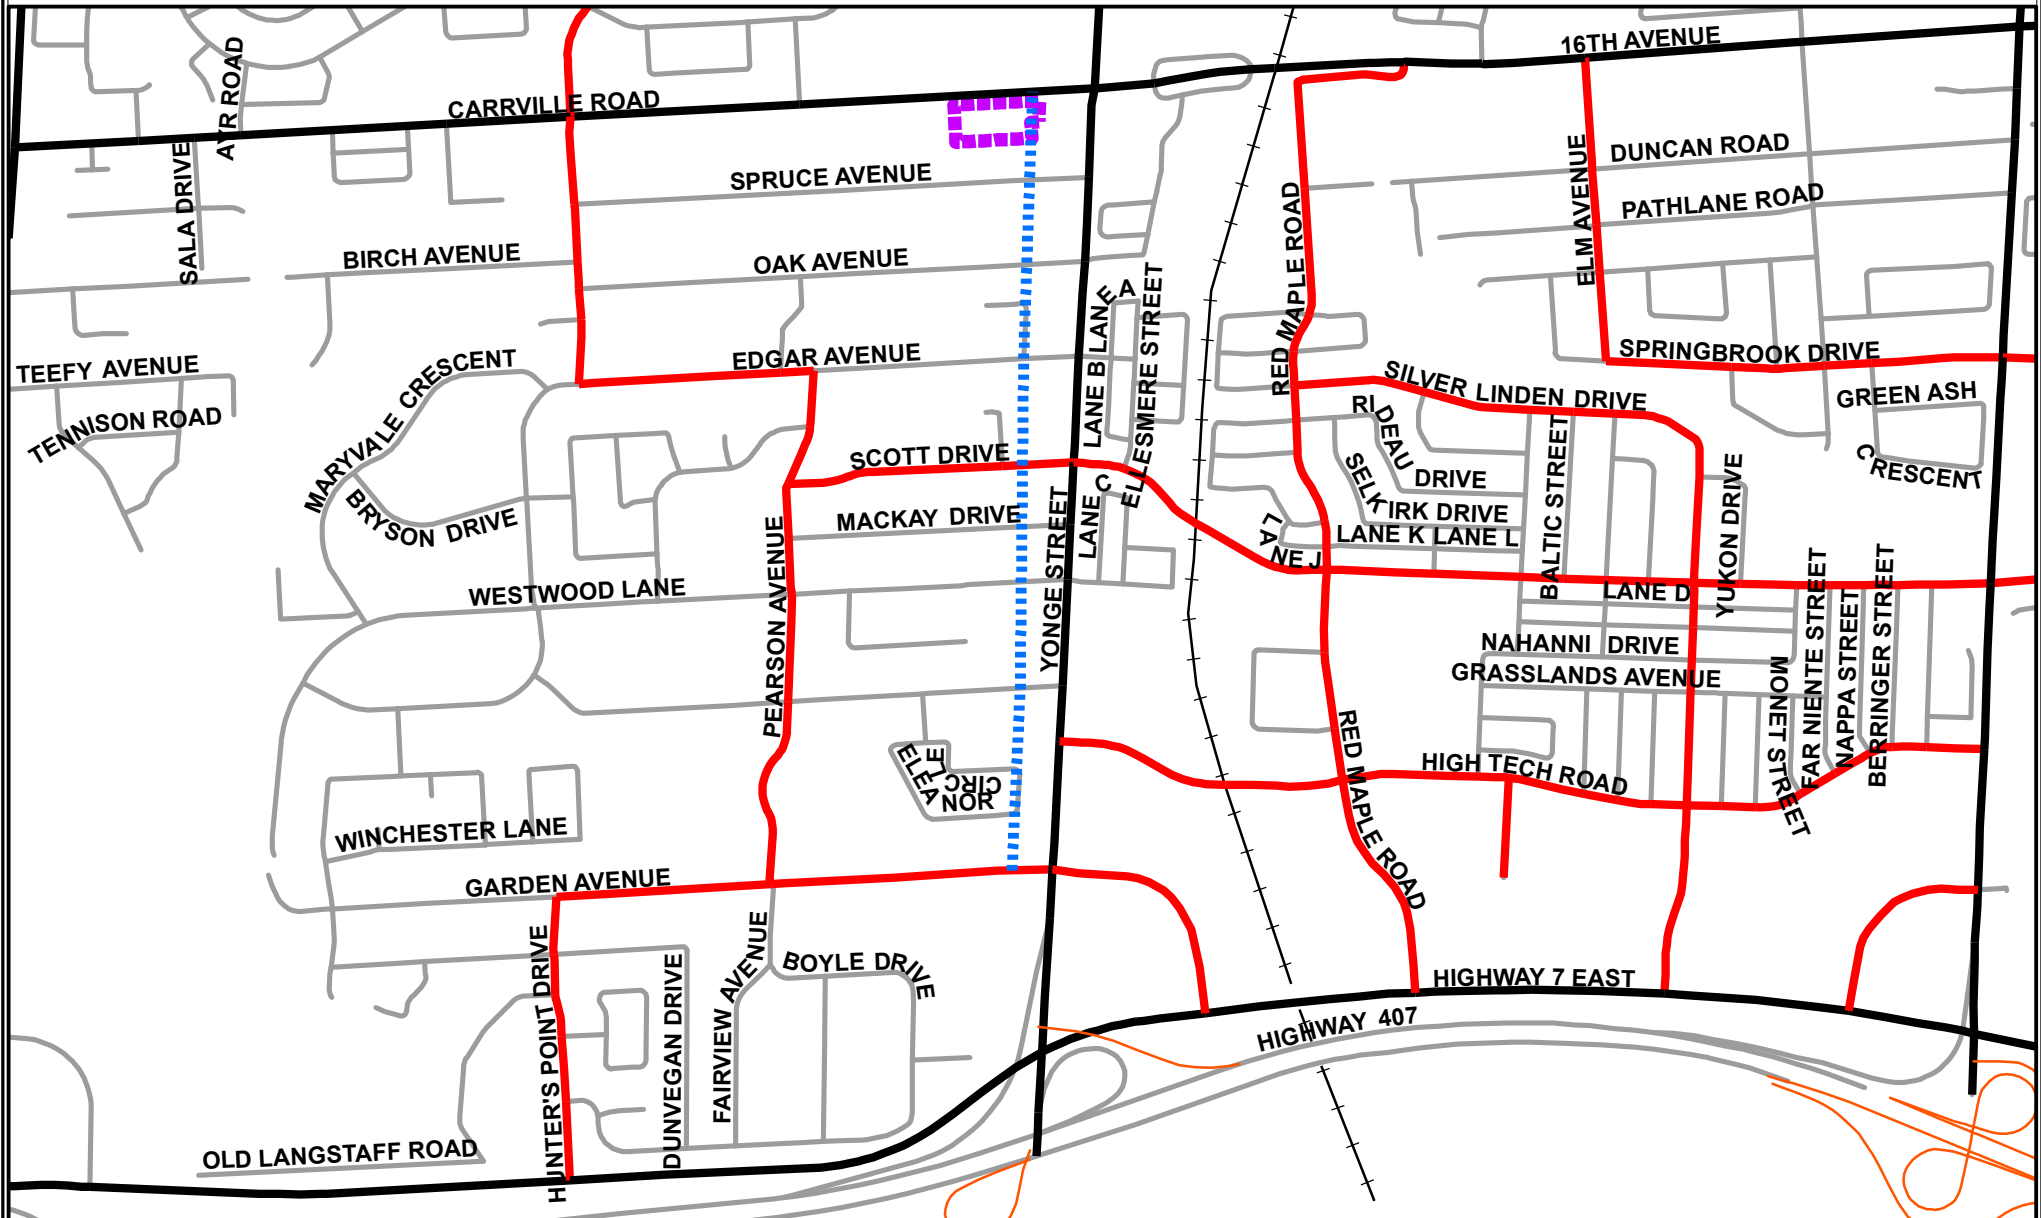 16TH AVENUE
CARRVILLE ROAD
AYR ROAD
SALA DRIVE
SPRUCE AVENUE
DUNCAN ROAD
PATHLANE ROAD
ELM AVENUE
RED MAPLE ROAD
BIRCH AVENUE
OAK AVENUE
LANE A
LANE B
ELLESMERE STREET
TEEFY AVENUE
TENNISON ROAD
MARYVALE CRESCENT
EDGAR AVENUE
SPRINGBROOK DRIVE
SILVER LINDEN DRIVE
GREEN ASH CRESCENT
RIDEAU DRIVE
SELKIRK DRIVE
BRYSON DRIVE
SCOTT DRIVE
LANE C
MACKAY DRIVE
YONGE STREET
LANE J
LANE K
LANE L
BALTIC STREET
YUKON DRIVE
WESTWOOD LANE
PEARSON AVENUE
LANE D
NAHANNI DRIVE
GRASSLANDS AVENUE
MONET STREET
FAR NIENTE STREET
NAPPA STREET
BERRINGER STREET
ELEANOR CIRCLE
RED MAPLE ROAD
HIGH TECH ROAD
WINCHESTER LANE
GARDEN AVENUE
HUNTER'S POINT DRIVE
DUNVEGAN DRIVE
FAIRVIEW AVENUE
BOYLE DRIVE
HIGHWAY 7 EAST
HIGHWAY 407
OLD LANGSTAFF ROAD